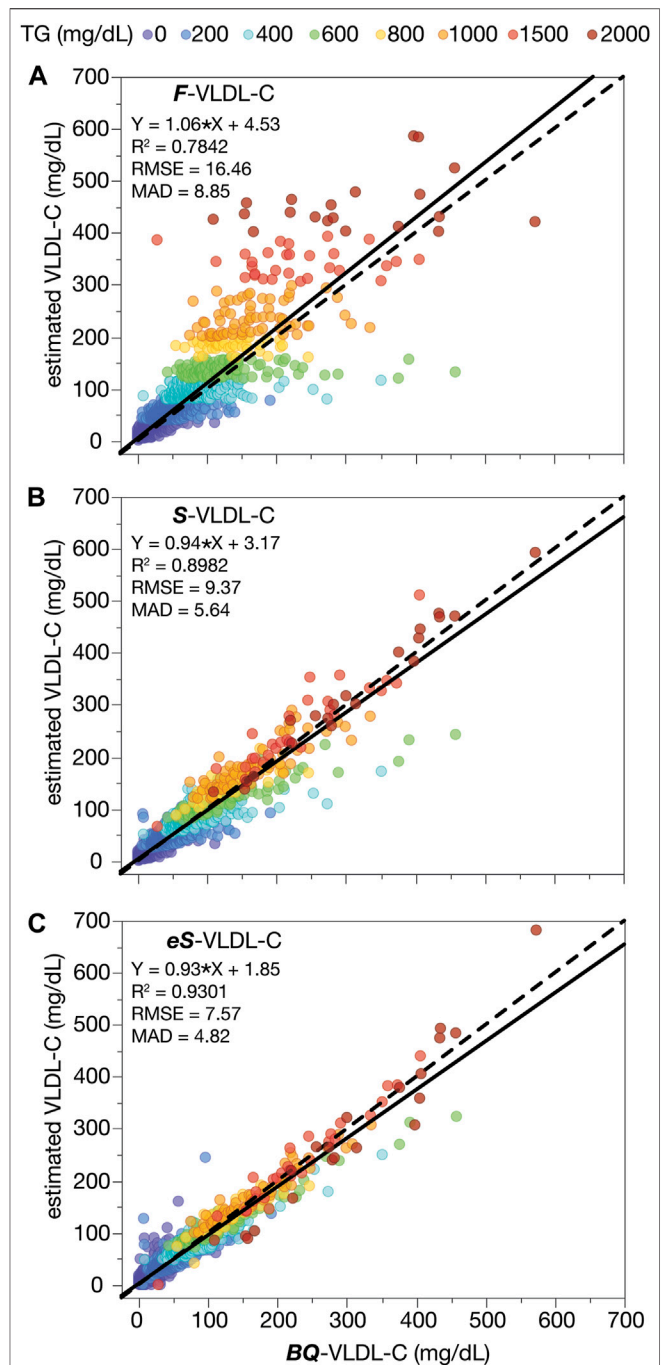 TG (mg/dL) 0 200 400 600 800 1000 1500 2000
A
F-VLDL-C
Y = 1.06*X + 4.53
R² = 0.7842
RMSE = 16.46
MAD = 8.85
estimated VLDL-C (mg/dL)
700
600
500
400
300
200
100
0
B
S-VLDL-C
Y = 0.94*X + 3.17
R² = 0.8982
RMSE = 9.37
MAD = 5.64
estimated VLDL-C (mg/dL)
700
600
500
400
300
200
100
0
C
eS-VLDL-C
Y = 0.93*X + 1.85
R² = 0.9301
RMSE = 7.57
MAD = 4.82
estimated VLDL-C (mg/dL)
700
600
500
400
300
200
100
0
0 100 200 300 400 500 600 700
BQ-VLDL-C (mg/dL)